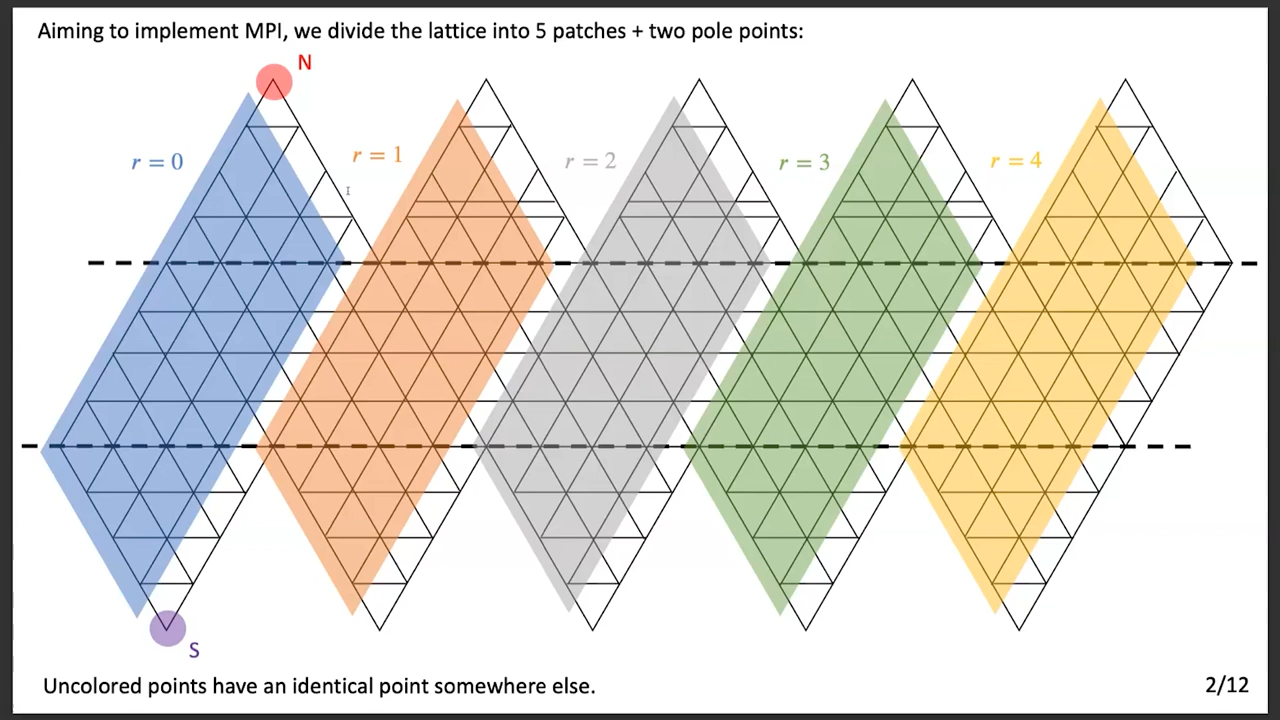 Aiming to implement MPI, we divide the lattice into 5 patches + two pole points:
N
r = 0
r = 1
r = 2
r = 3
r = 4
S
Uncolored points have an identical point somewhere else.
2/12